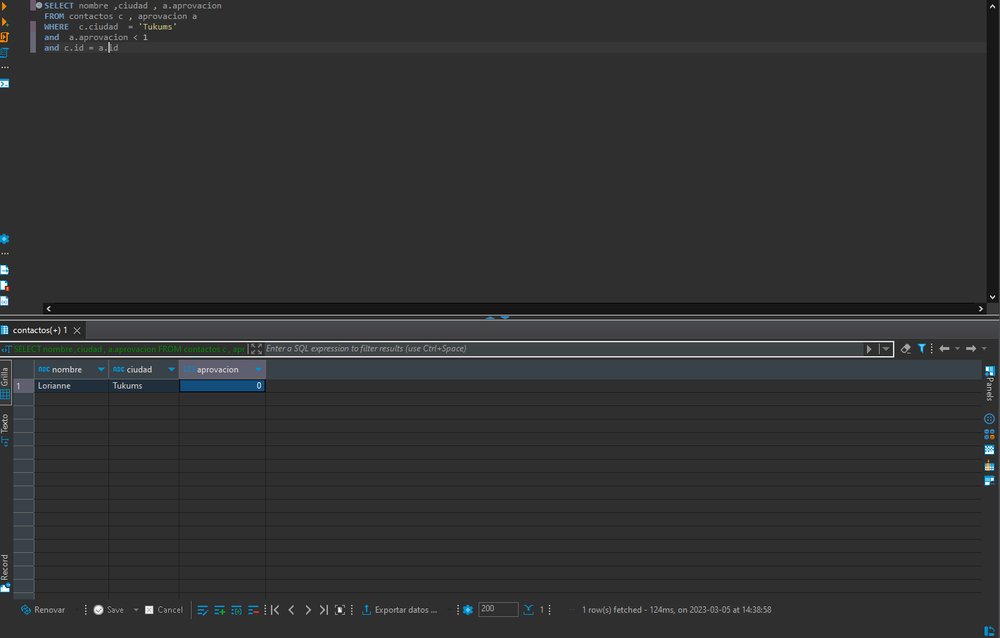 SELECT nombre ,ciudad , a.aprovacion
FROM contactos c , aprovacion a
WHERE  c.ciudad  = 'Tukums'
and  a.aprovacion < 1
and c.id = a.id
contactos(+) 1
SELECT nombre ,ciudad , a.aprovacion FROM contactos c , apr
Enter a SQL expression to filter results (use Ctrl+Space)
Grilla
Texto
Record
ABC nombre ABC ciudad 123 aprovacion
1 Lorianne Tukums 0
Panels
Renovar Save Cancel Exportar datos ... 200 1 1 row(s) fetched - 124ms, on 2023-03-05 at 14:38:58